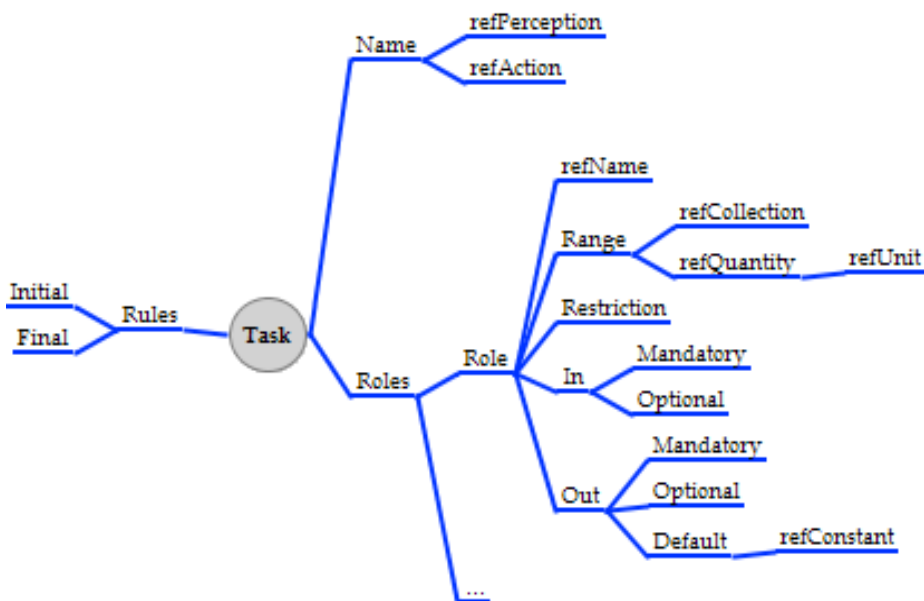 refPerception
Name
refAction
refName
refCollection
Range
refQuantity
refUnit
Initial
Rules
Restriction
Final
Task
Role
Mandatory
In
Roles
Optional
Mandatory
Out
Optional
Default
refConstant
...